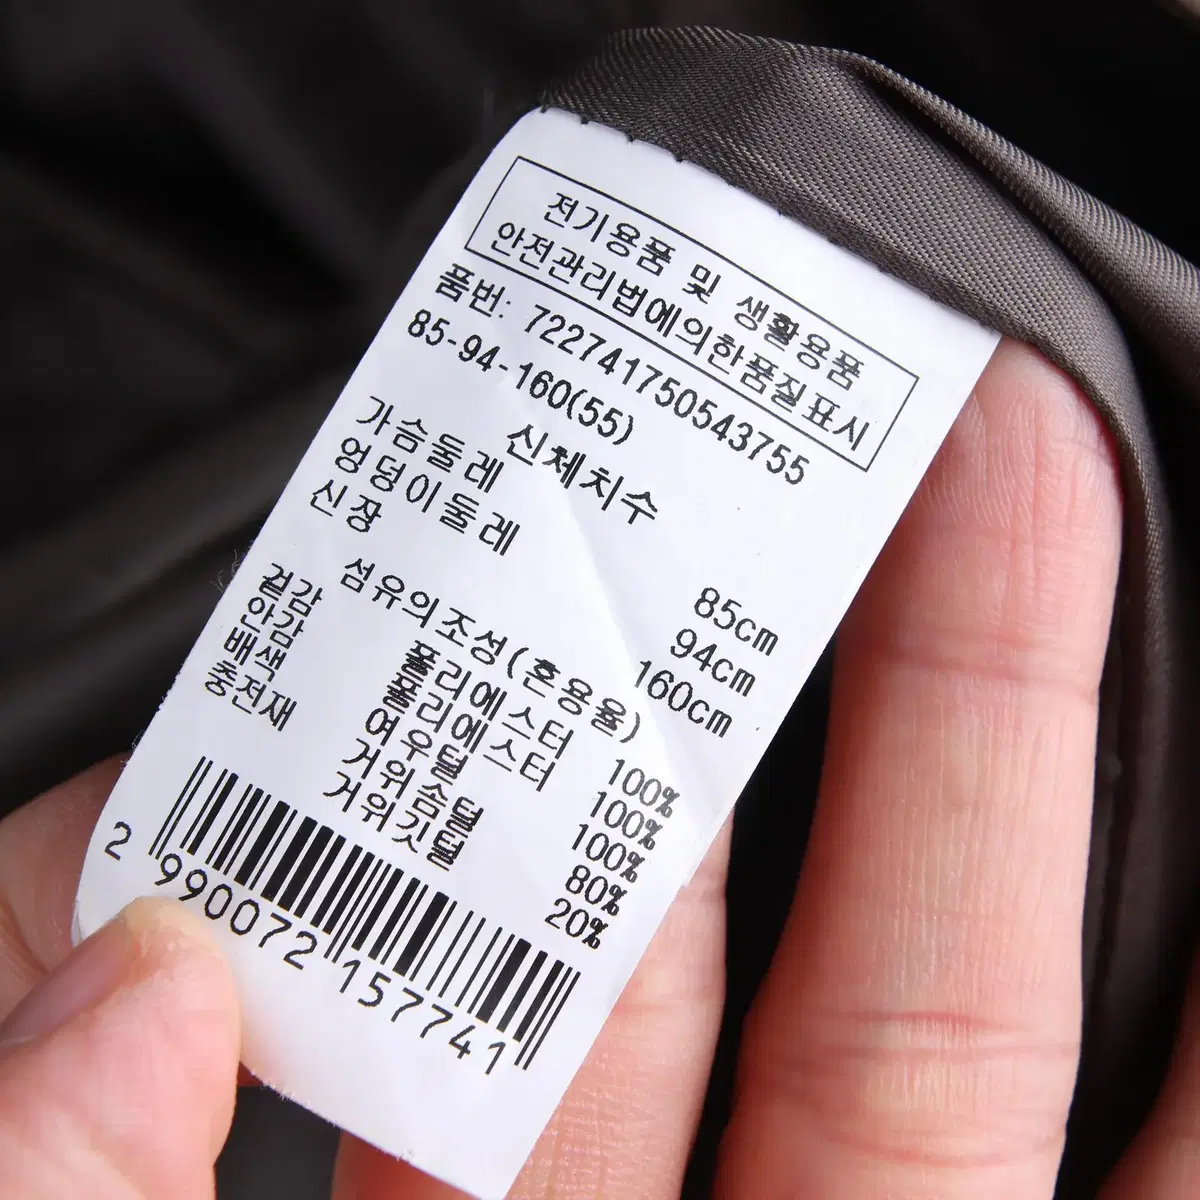 전기용품 및 생활용품
안전관리법에의한품질표시
품번: 722741750543755
85-94-160(55)
신체치수
가슴둘레 85cm
엉덩이둘레 94cm
신장 160cm
섬유의조성(혼용율)
겉감 폴리에스터 100%
안감 폴리에스터 100%
배색 여우털 100%
충전재 거위솜털 80%
거위깃털 20%
2 990072 157741